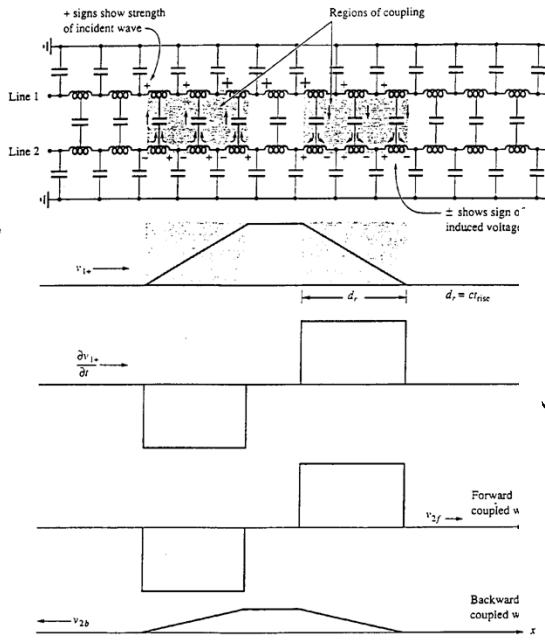 + signs show strength
of incident wave
Regions of coupling
Line 1
Line 2
± shows sign o
induced voltage
v1+
dr
dr = ctrise
∂v1+
∂t
Forward
v2f
coupled w
Backward
coupled w
v2b
x